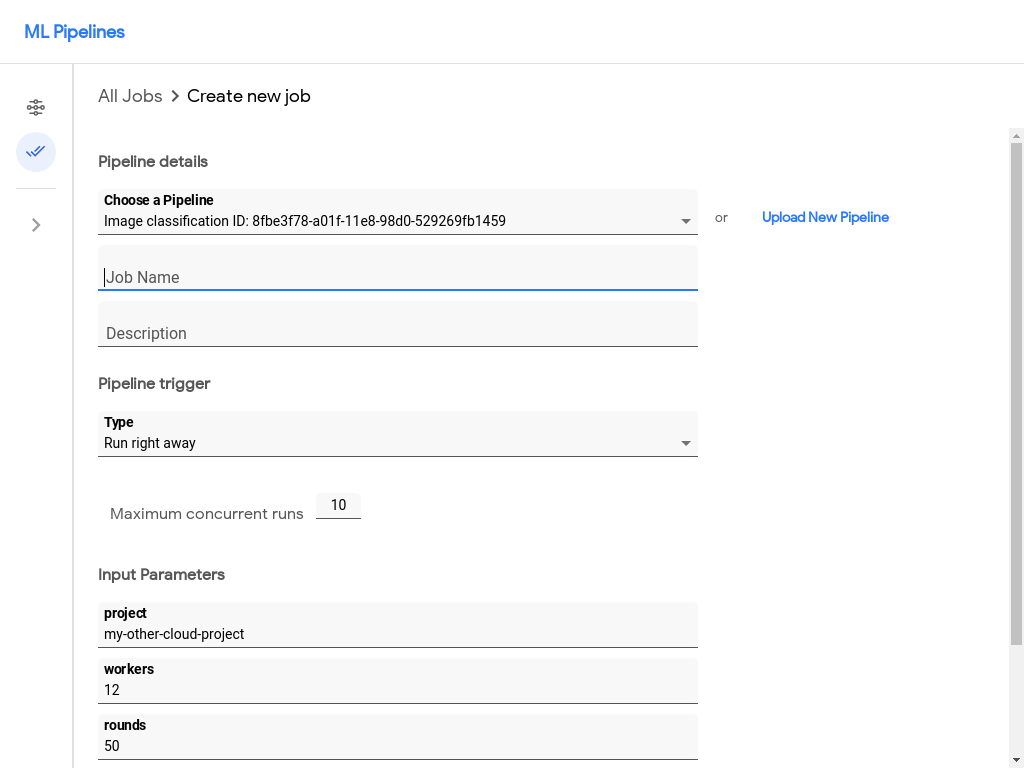 ML Pipelines
All Jobs > Create new job
Pipeline details
Choose a Pipeline
Image classification ID: 8fbe3f78-a01f-11e8-98d0-529269fb1459
or
Upload New Pipeline
Job Name
Description
Pipeline trigger
Type
Run right away
Maximum concurrent runs 10
Input Parameters
project
my-other-cloud-project
workers
12
rounds
50